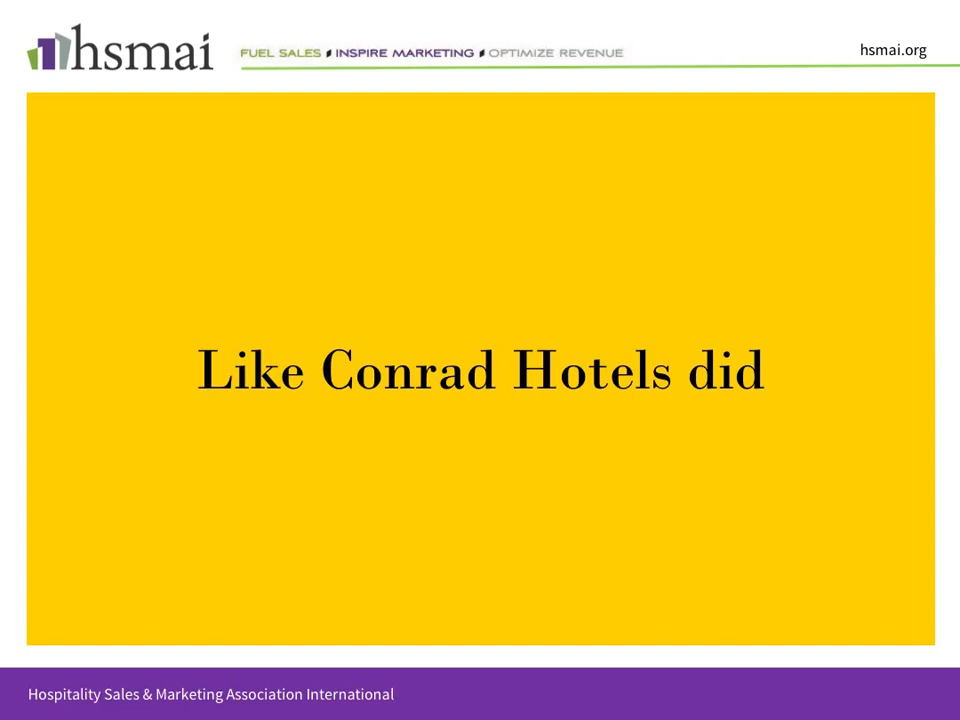 hsmai
FUEL SALES INSPIRE MARKETING OPTIMIZE REVENUE
hsmai.org
Like Conrad Hotels did
Hospitality Sales & Marketing Association International